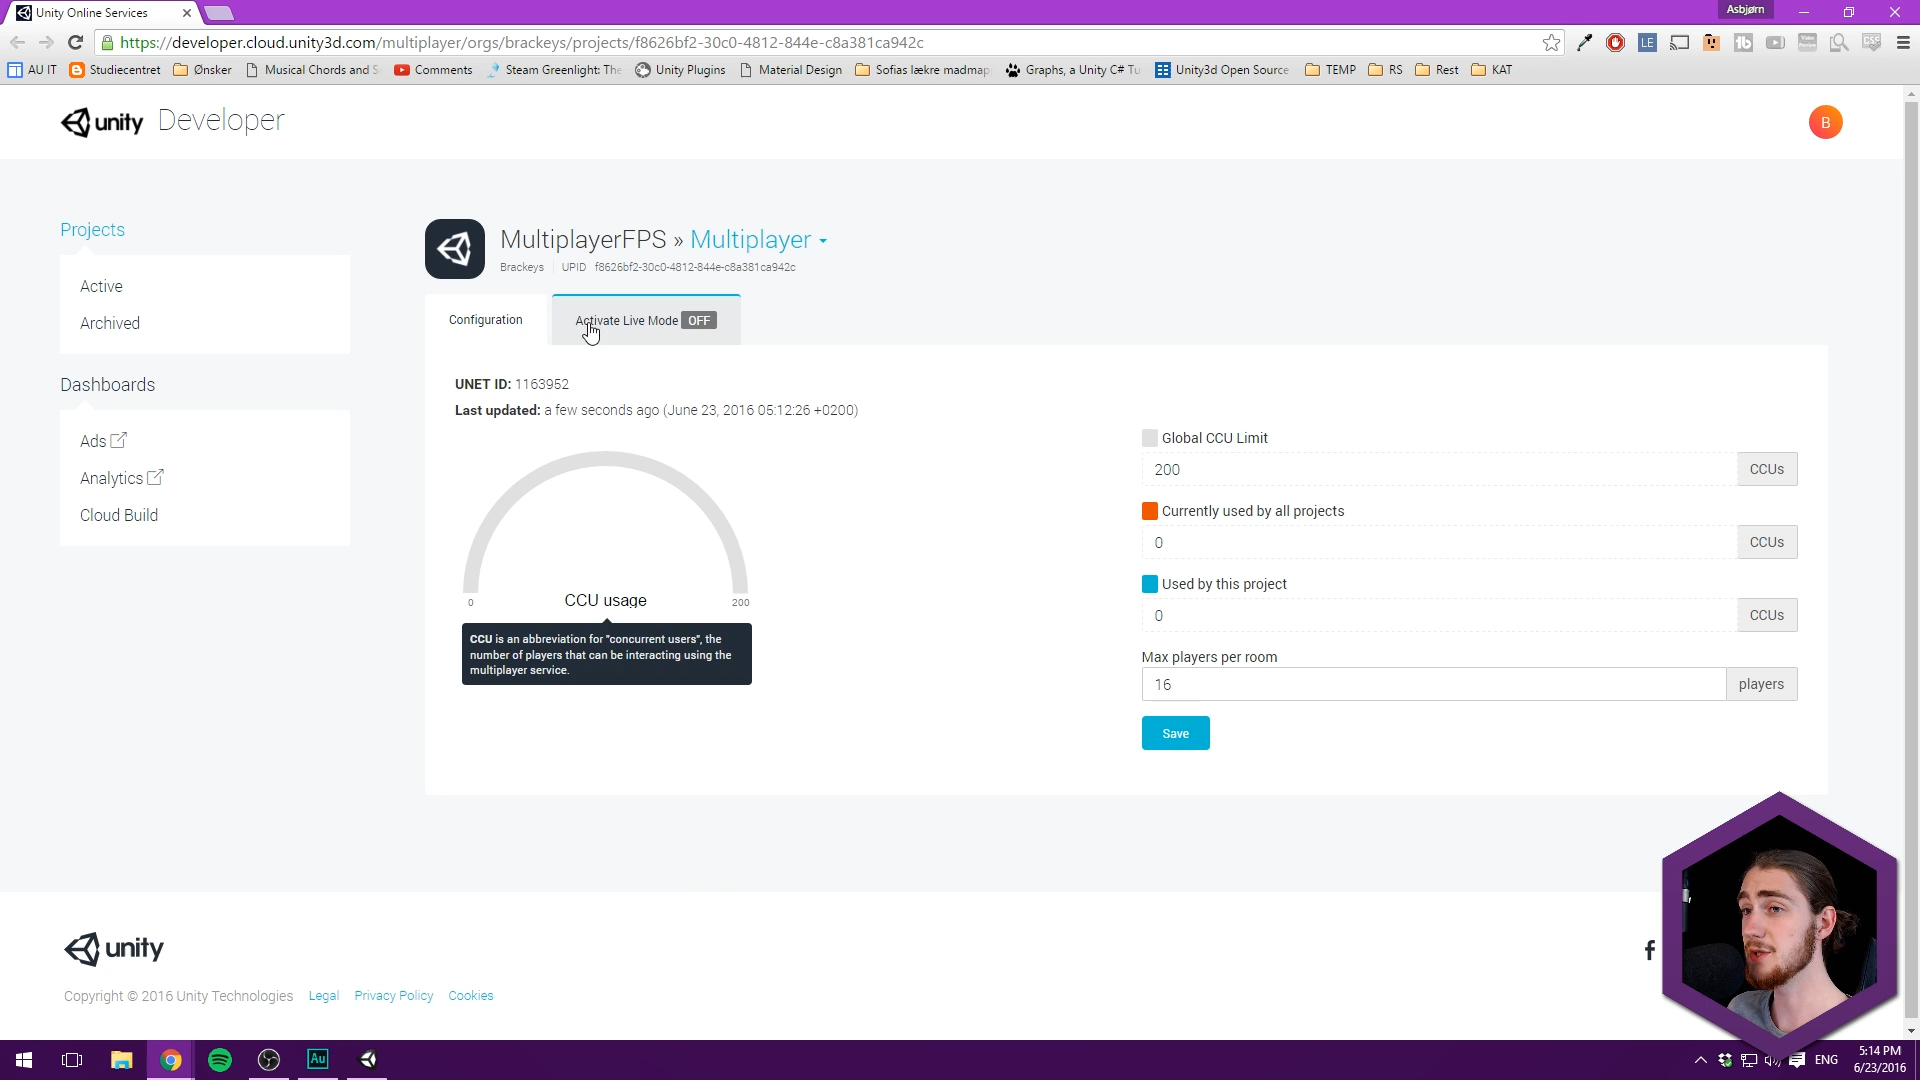 Unity Online Services
Asbjørn
https://developer.cloud.unity3d.com/multiplayer/orgs/brackeys/projects/f8626bf2-30c0-4812-844e-c8a381ca942c
AU IT Studiecentret Ønsker Musical Chords and S Comments Steam Greenlight: The Unity Plugins Material Design Sofias lækre madmap Graphs, a Unity C# Tu Unity3d Open Source TEMP RS Rest KAT
unity Developer
B
Projects
Active
Archived
Dashboards
Ads
Analytics
Cloud Build
MultiplayerFPS » Multiplayer
Brackeys UPID f8626bf2-30c0-4812-844e-c8a381ca942c
Configuration
Activate Live Mode OFF
UNET ID: 1163952
Last updated: a few seconds ago (June 23, 2016 05:12:26 +0200)
0
CCU usage
200
CCU is an abbreviation for "concurrent users", the
number of players that can be interacting using the
multiplayer service.
Global CCU Limit
200 CCUs
Currently used by all projects
0 CCUs
Used by this project
0 CCUs
Max players per room
16 players
Save
unity
Copyright © 2016 Unity Technologies Legal Privacy Policy Cookies
Au
ENG
5:14 PM
6/23/2016